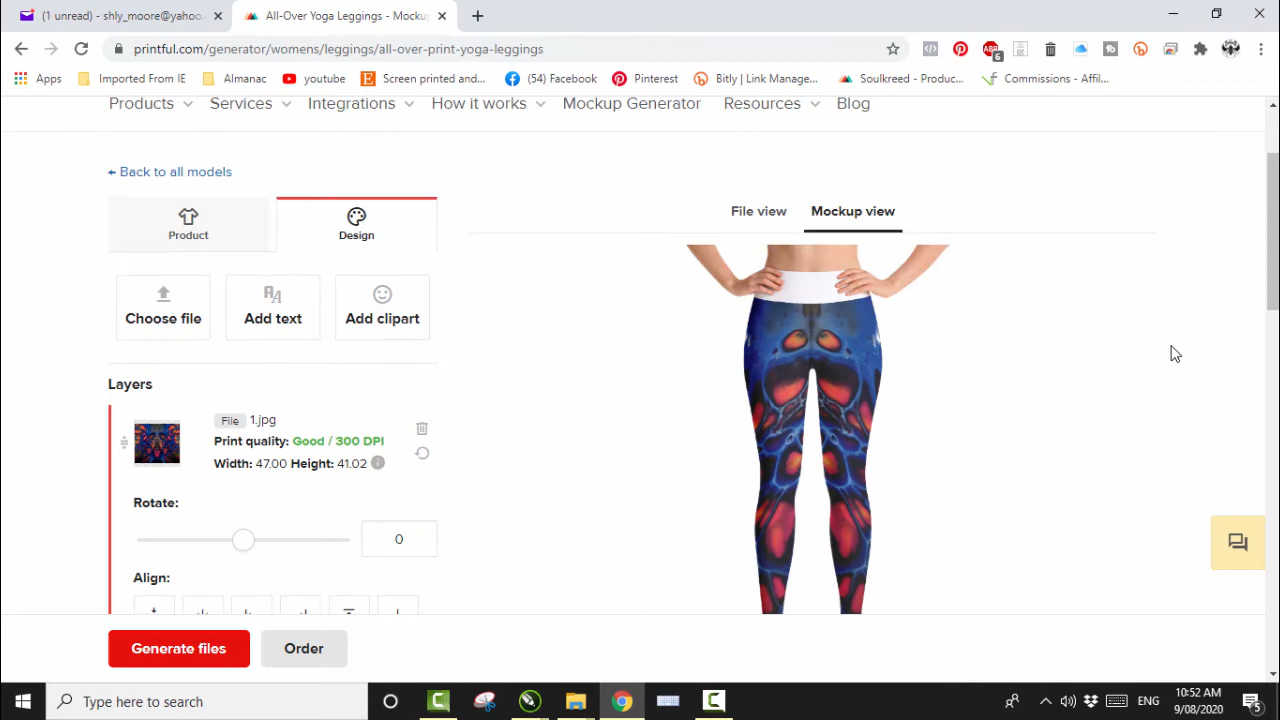 (1 unread) - shly_moore@yahoo.
All-Over Yoga Leggings - Mockup
printful.com/generator/womens/leggings/all-over-print-yoga-leggings
6
Apps
Imported From IE
Almanac
youtube
Screen printed and...
(54) Facebook
Pinterest
Bitly | Link Manage...
Soulkreed - Produc...
Commissions - Affil...
Products
Services
Integrations
How it works
Mockup Generator
Resources
Blog
Back to all models
Product
Design
File view
Mockup view
Choose file
Add text
Add clipart
Layers
File 1.jpg
Print quality: Good / 300 DPI
Width: 47.00 Height: 41.02
Rotate:
0
Align:
Generate files
Order
Type here to search
ENG
10:52 AM
9/08/2020
5